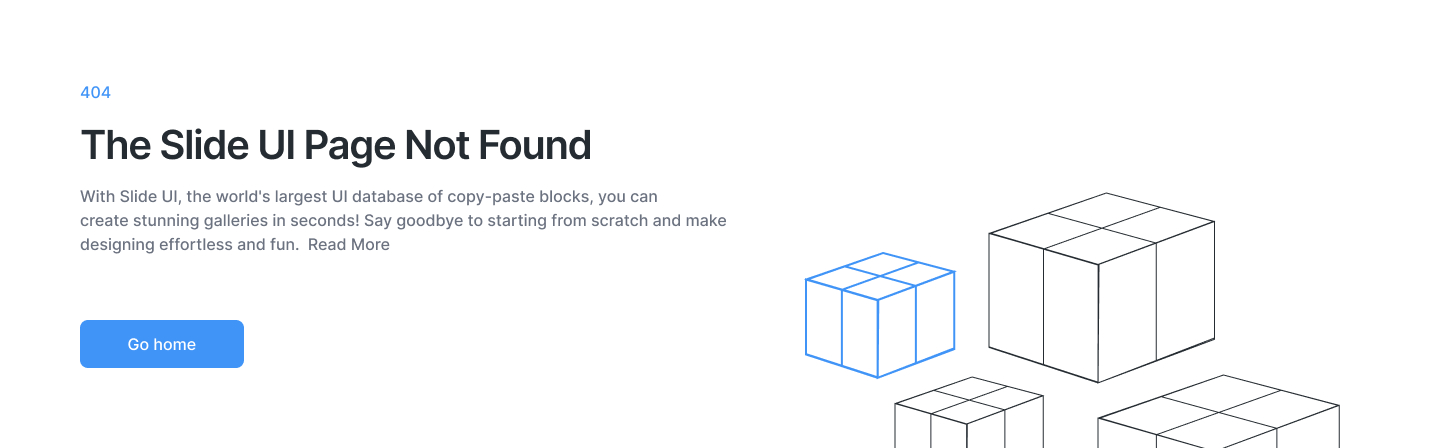 404
The Slide UI Page Not Found
With Slide UI, the world's largest UI database of copy-paste blocks, you can
create stunning galleries in seconds! Say goodbye to starting from scratch and make
designing effortless and fun.  Read More
Go home